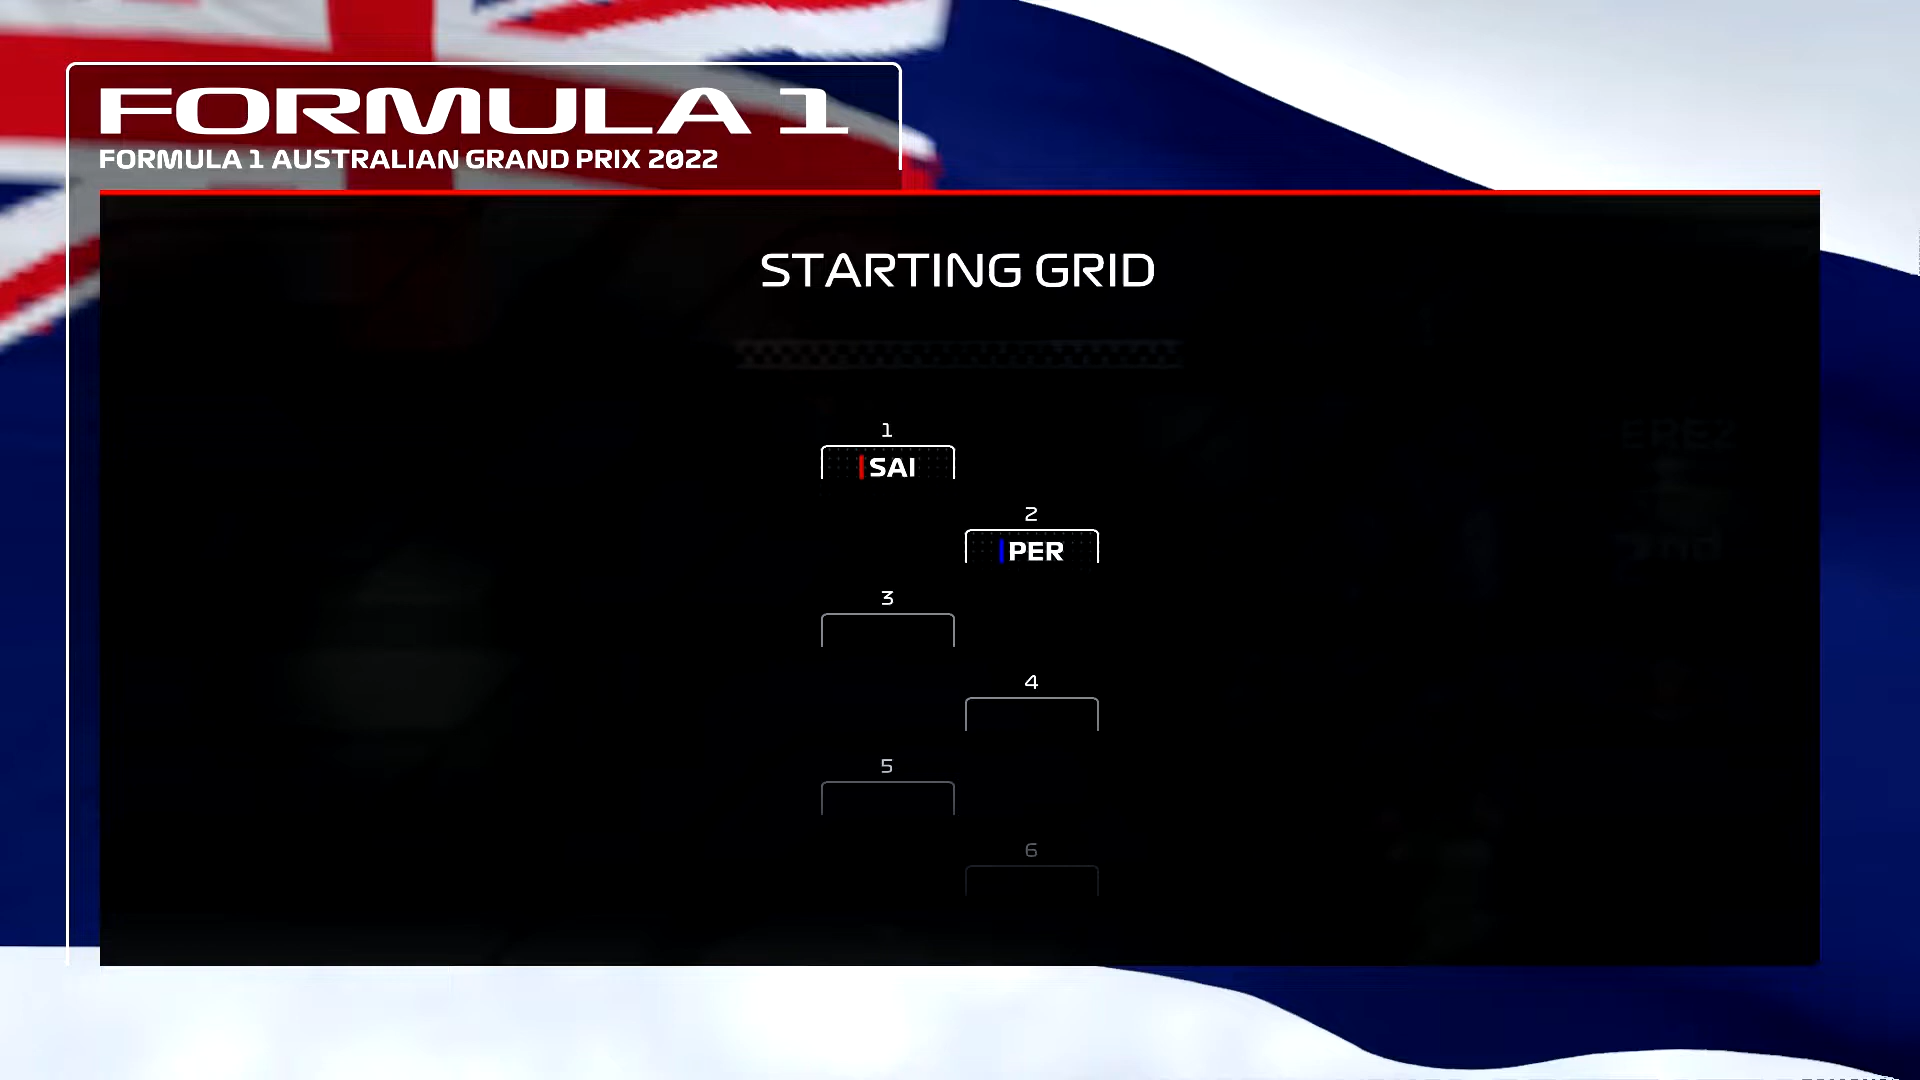 FORMULA 1
FORMULA 1 AUSTRALIAN GRAND PRIX 2022
STARTING GRID
1
SAI
2
PER
3
4
5
6